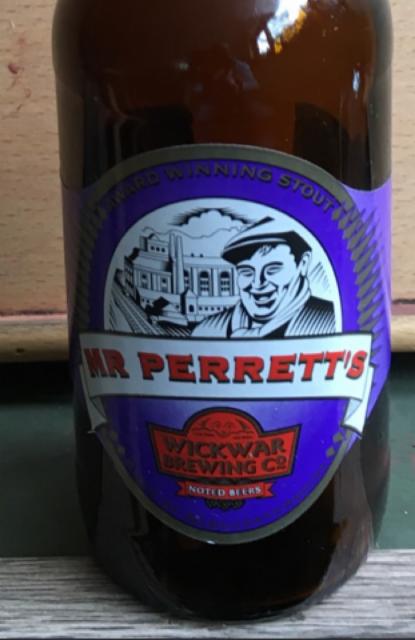 AWARD WINNING STOUT
MR PERRETT'S
WICKWAR
BREWING CO
NOTED BEERS